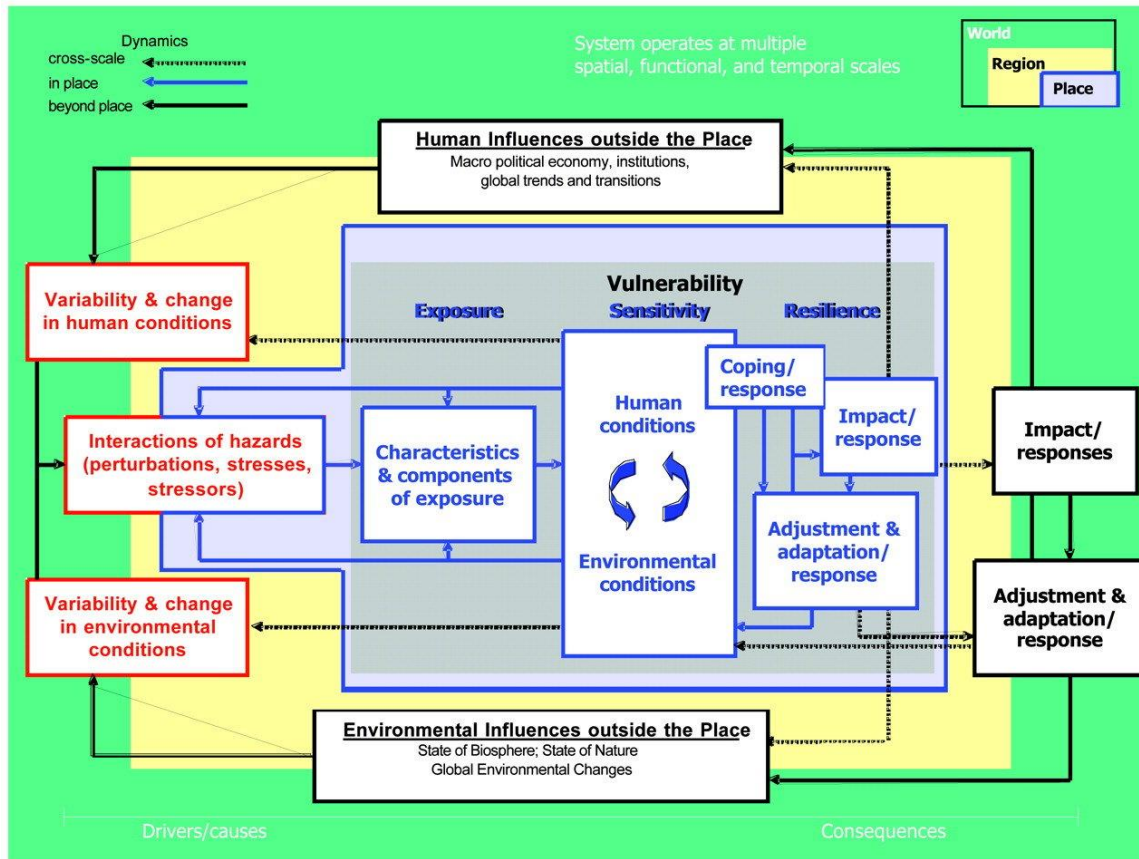 Dynamics
cross-scale
in place
beyond place
System operates at multiple
spatial, functional, and temporal scales
World
Region
Place
Human Influences outside the Place
Macro political economy, institutions,
global trends and transitions
Variability & change
in human conditions
Vulnerability
Exposure
Sensitivity
Resilience
Coping/
response
Human
conditions
Impact/
response
Impact/
responses
Interactions of hazards
(perturbations, stresses,
stressors)
Characteristics
& components
of exposure
Environmental
conditions
Adjustment &
adaptation/
response
Adjustment &
adaptation/
response
Variability & change
in environmental
conditions
Environmental Influences outside the Place
State of Biosphere; State of Nature
Global Environmental Changes
Drivers/causes
Consequences